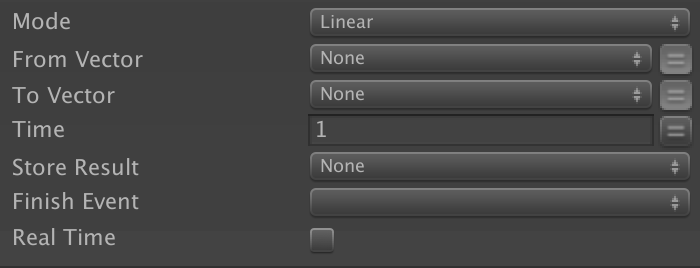 Mode Linear
From Vector None
To Vector None
Time 1
Store Result None
Finish Event
Real Time